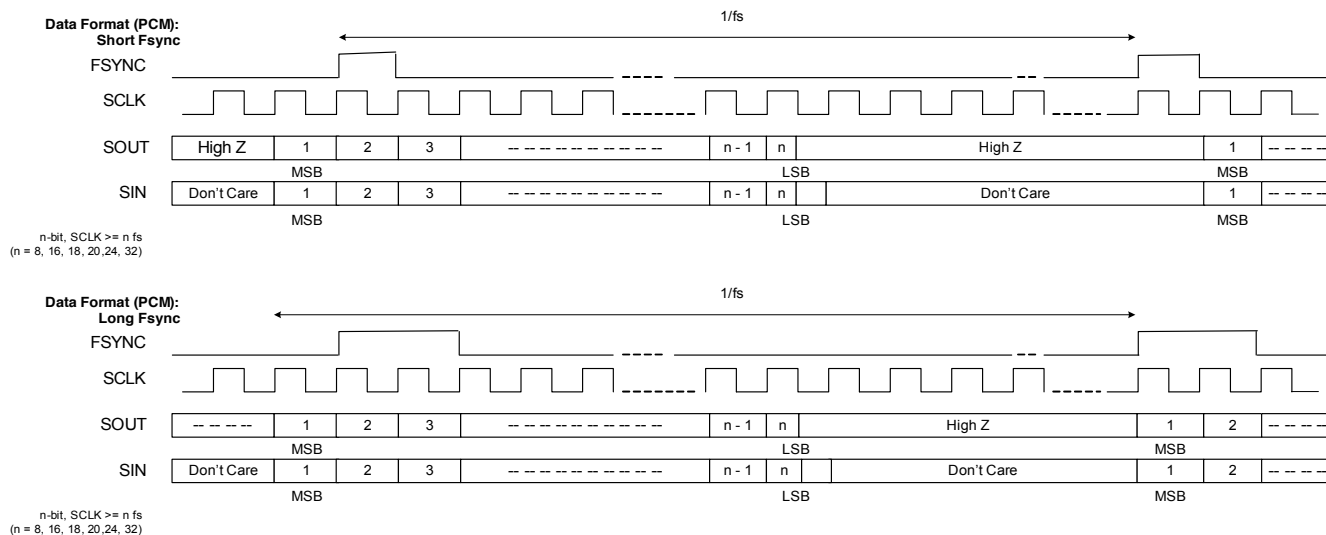 Data Format (PCM):
Short Fsync
1/fs
FSYNC
SCLK
SOUT High Z 1 2 3 -- -- -- -- -- -- -- -- -- -- n - 1 n High Z 1 -- -- -- --
MSB LSB MSB
SIN Don't Care 1 2 3 -- -- -- -- -- -- -- -- -- -- n - 1 n Don't Care 1 -- -- -- --
MSB LSB MSB
n-bit, SCLK >= n fs
(n = 8, 16, 18, 20,24, 32)
Data Format (PCM):
Long Fsync
1/fs
FSYNC
SCLK
SOUT -- -- -- -- 1 2 3 -- -- -- -- -- -- -- -- -- -- n - 1 n High Z 1 2 -- -- -- --
MSB LSB MSB
SIN Don't Care 1 2 3 -- -- -- -- -- -- -- -- -- -- n - 1 n Don't Care 1 2 -- -- -- --
MSB LSB MSB
n-bit, SCLK >= n fs
(n = 8, 16, 18, 20,24, 32)